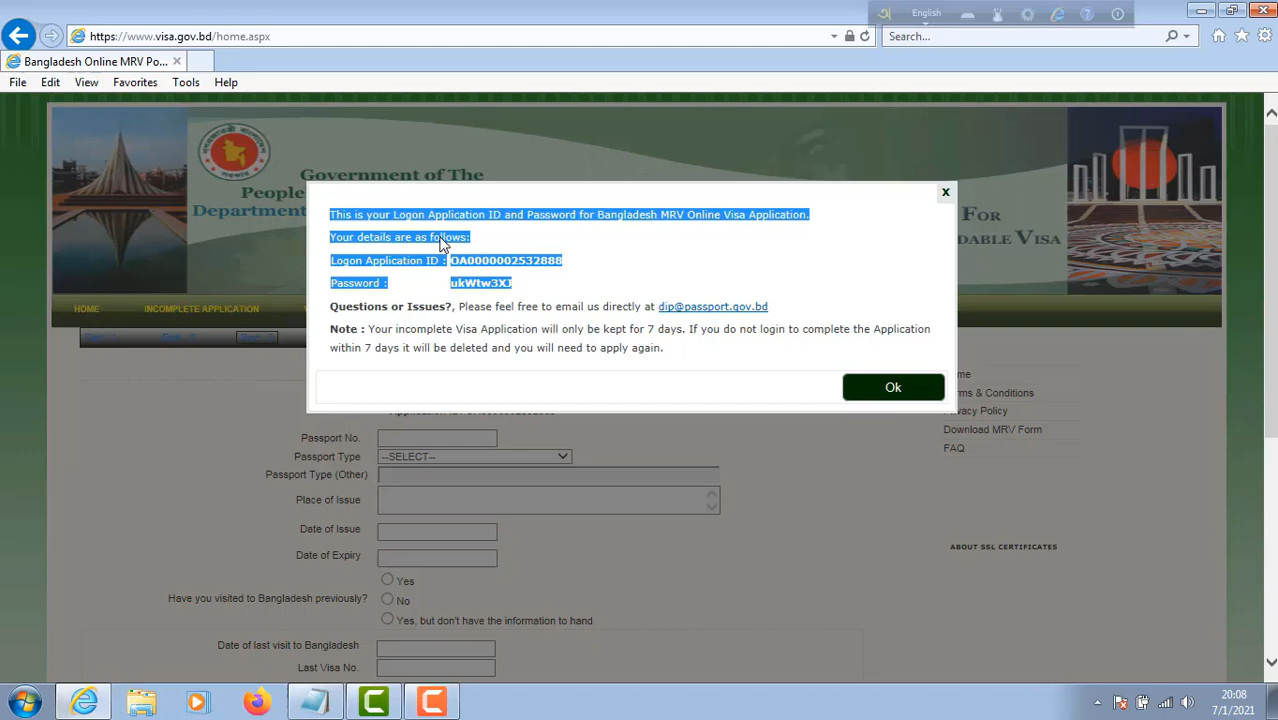 English
https://www.visa.gov.bd/home.aspx
Search...
Bangladesh Online MRV Po...
File Edit View Favorites Tools Help
Government of The
People
Department
For
dable Visa
x
This is your Logon Application ID and Password for Bangladesh MRV Online Visa Application.
Your details are as follows:
Logon Application ID : OA0000002532888
Password : ukWtw3XJ
Questions or Issues?, Please feel free to email us directly at dip@passport.gov.bd
Note : Your incomplete Visa Application will only be kept for 7 days. If you do not login to complete the Application
within 7 days it will be deleted and you will need to apply again.
Ok
HOME INCOMPLETE APPLICATION
Terms & Conditions
Privacy Policy
Download MRV Form
FAQ
Passport No.
Passport Type --SELECT--
Passport Type (Other)
Place of Issue
Date of Issue
Date of Expiry
Yes
Have you visited to Bangladesh previously? No
Yes, but don't have the information to hand
ABOUT SSL CERTIFICATES
Date of last visit to Bangladesh
Last Visa No.
20:08
7/1/2021